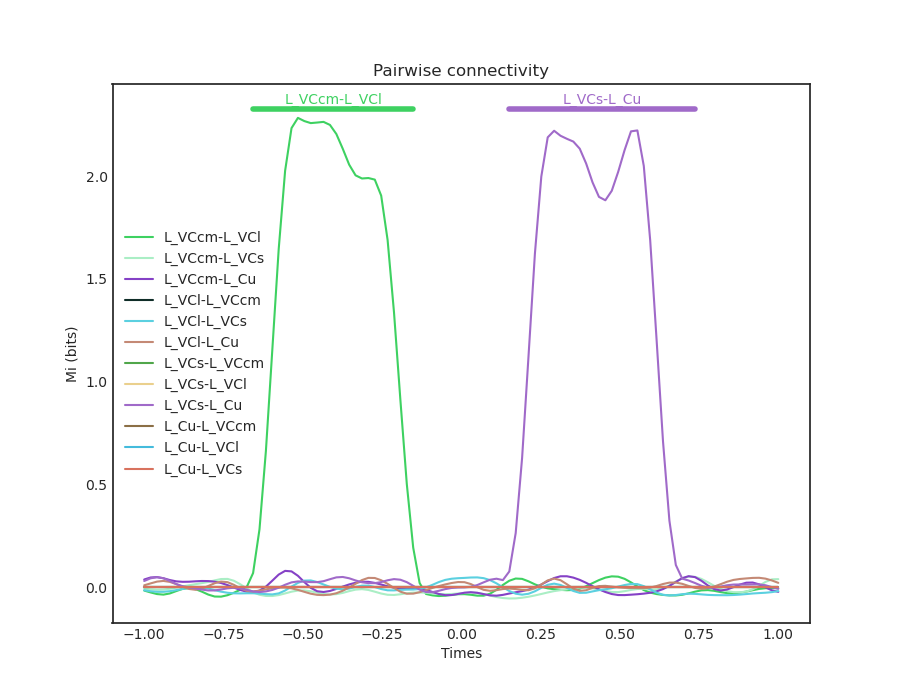 Pairwise connectivity
L_VCcm-L_VCl
L_VCs-L_Cu
2.0
1.5
1.0
0.5
0.0
Mi (bits)
L_VCcm-L_VCl
L_VCcm-L_VCs
L_VCcm-L_Cu
L_VCl-L_VCcm
L_VCl-L_VCs
L_VCl-L_Cu
L_VCs-L_VCcm
L_VCs-L_VCl
L_VCs-L_Cu
L_Cu-L_VCcm
L_Cu-L_VCl
L_Cu-L_VCs
−1.00 −0.75 −0.50 −0.25 0.00 0.25 0.50 0.75 1.00
Times